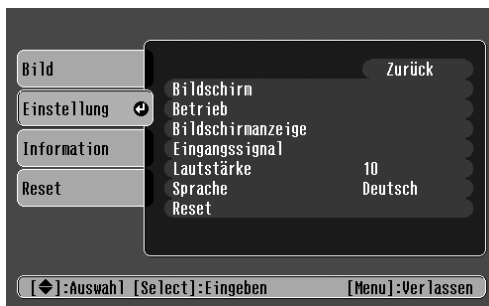 Bild
Einstellung
Information
Reset
Zurück
Bildschirm
Betrieb
Bildschirmanzeige
Eingangssignal
Lautstärke 10
Sprache Deutsch
Reset
[◆]:Auswahl [Select]:Eingeben [Menu]:Verlassen